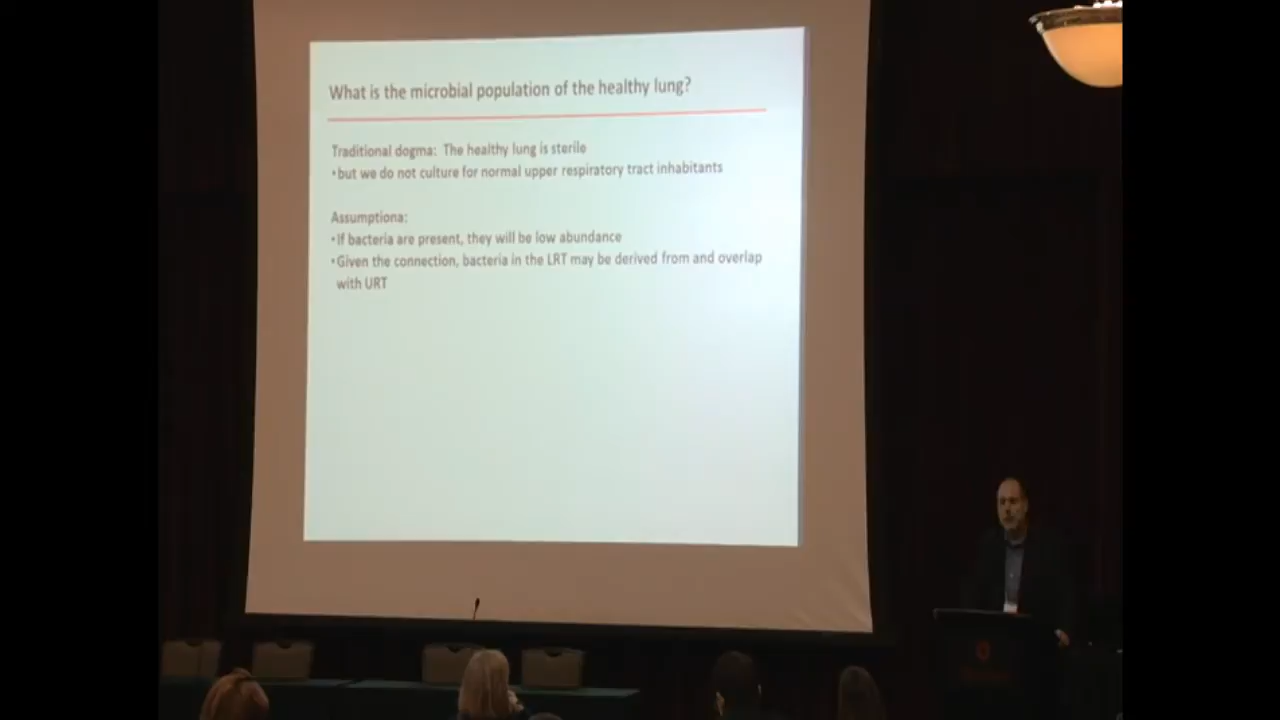 What is the microbial population of the healthy lung?
Traditional dogma: The healthy lung is sterile
•but we do not culture for normal upper respiratory tract inhabitants
Assumptiona:
•If bacteria are present, they will be low abundance
•Given the connection, bacteria in the LRT may be derived from and overlap
with URT